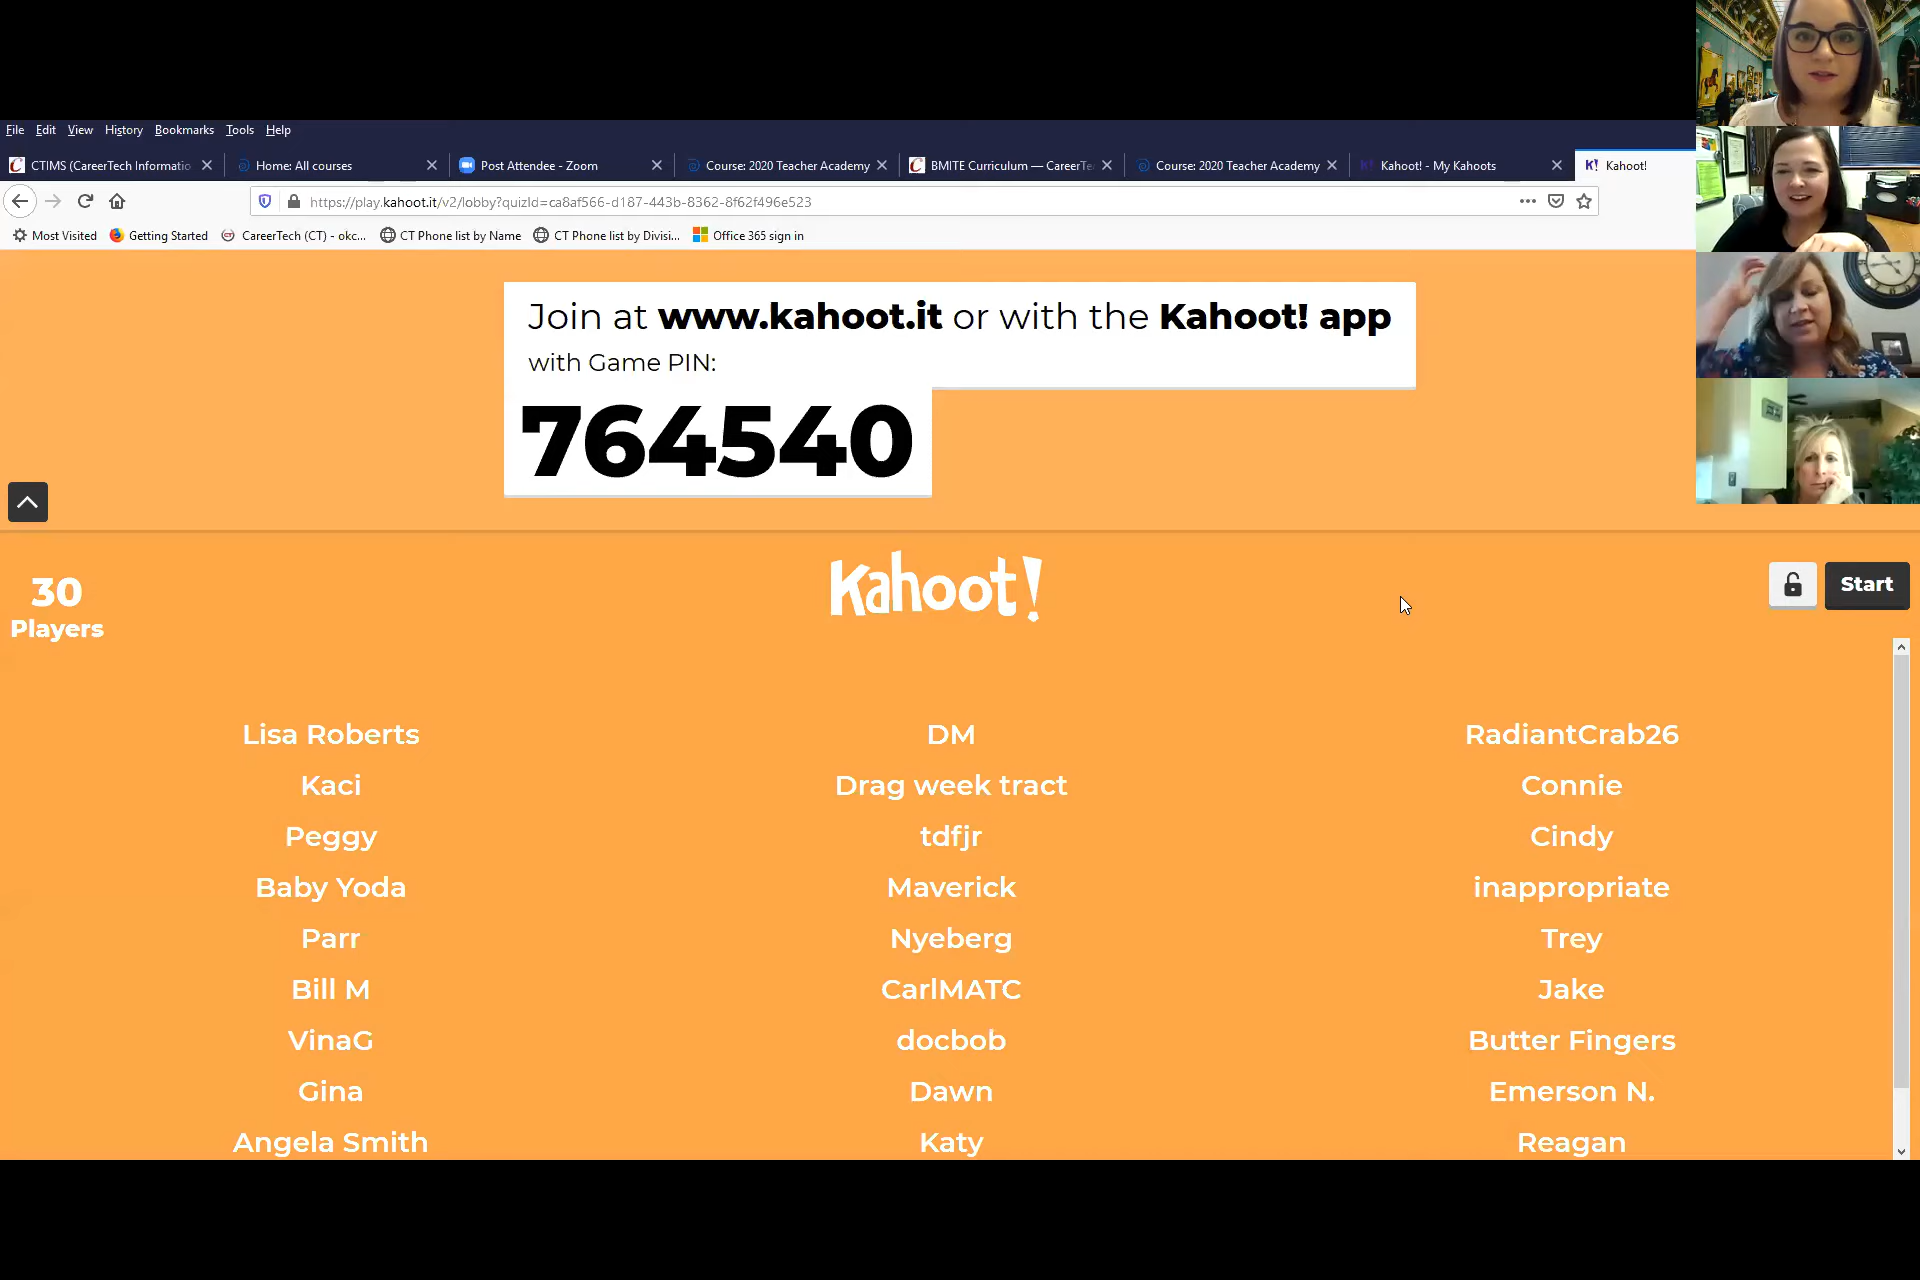 File Edit View History Bookmarks Tools Help
CTIMS (CareerTech Informatio
Home: All courses
Post Attendee - Zoom
Course: 2020 Teacher Academy
BMITE Curriculum — CareerTe
Course: 2020 Teacher Academy
Kahoot! - My Kahoots
K! Kahoot!
https://play.kahoot.it/v2/lobby?quizId=ca8af566-d187-443b-8362-8f62f496e523
Most Visited Getting Started CareerTech (CT) - okc... CT Phone list by Name CT Phone list by Divisi... Office 365 sign in
Join at www.kahoot.it or with the Kahoot! app
with Game PIN:
764540
30
Players
Kahoot!
Start
Lisa Roberts DM RadiantCrab26
Kaci Drag week tract Connie
Peggy tdfjr Cindy
Baby Yoda Maverick inappropriate
Parr Nyeberg Trey
Bill M CarlMATC Jake
VinaG docbob Butter Fingers
Gina Dawn Emerson N.
Angela Smith Katy Reagan